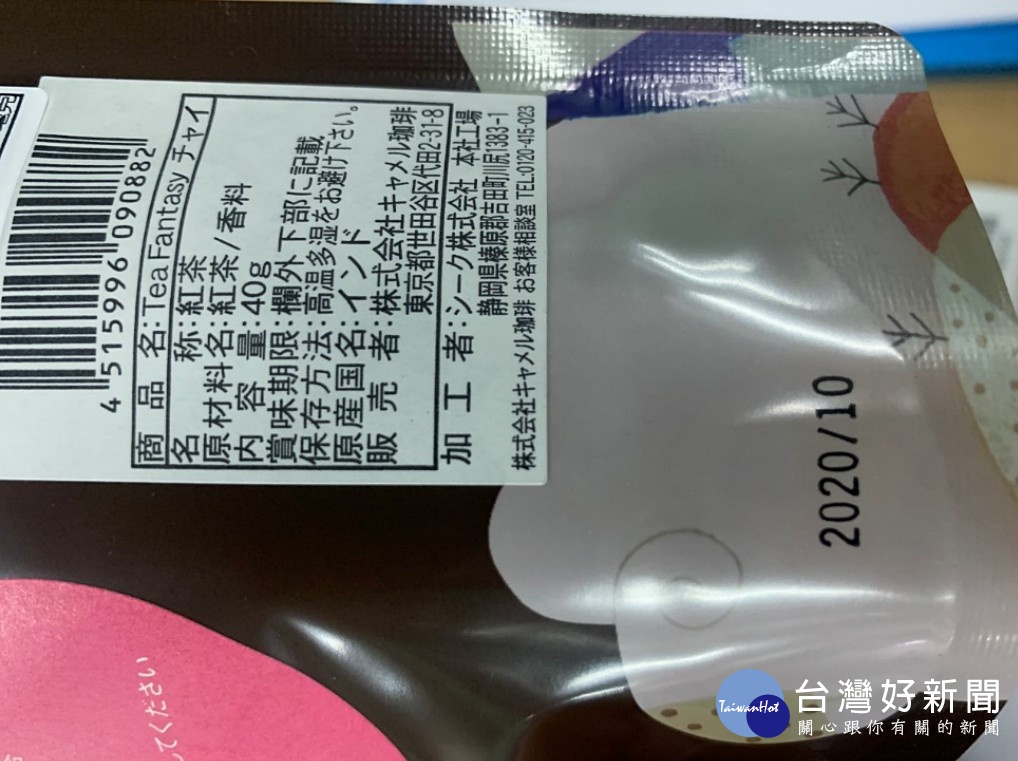 4 515996 090882
商品名:Tea Fantasy チャイ
名称:紅茶
原材料名:紅茶/香料
内容量:40g
賞味期限:欄外下部に記載
保存方法:高温多湿をお避け下さい。
原産国名:インド
販売者:株式会社キャメル珈琲
東京都世田谷区代田2-31-8
加工者:シーク株式会社 本社工場
静岡県榛原郡吉田町川尻1383-1
株式会社キャメル珈琲 お客様相談室 TEL:0120-415-023
2020/10
てください
TaiwanHot
台灣好新聞
關心跟你有關的新聞